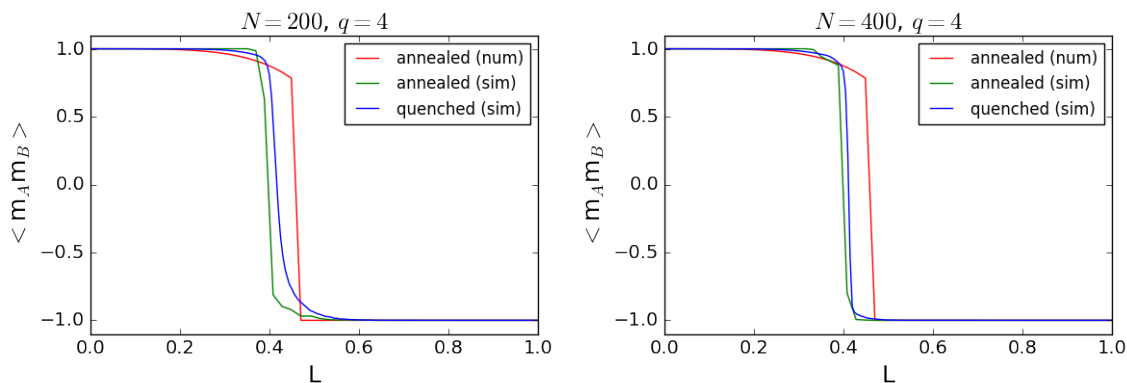 N = 200, q = 4
1.0
0.5
0.0
−0.5
−1.0
< m_A m_B >
0.0 0.2 0.4 0.6 0.8 1.0
L
annealed (num)
annealed (sim)
quenched (sim)
N = 400, q = 4
1.0
0.5
0.0
−0.5
−1.0
< m_A m_B >
0.0 0.2 0.4 0.6 0.8 1.0
L
annealed (num)
annealed (sim)
quenched (sim)